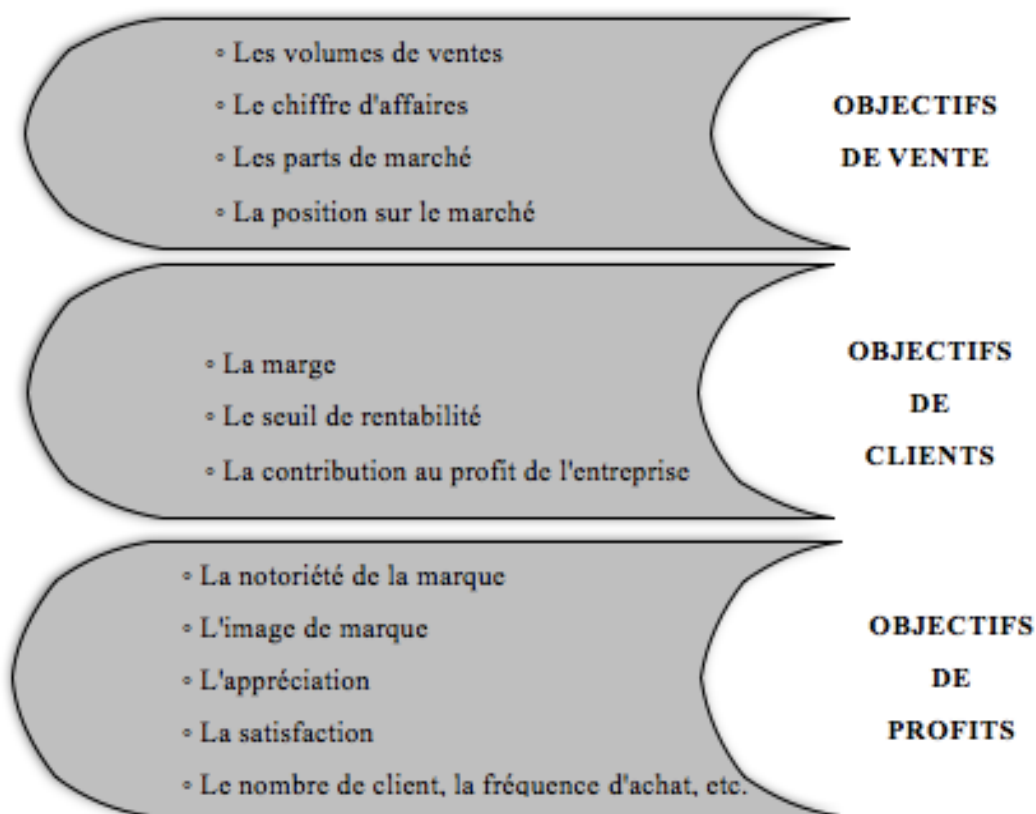 ◦ Les volumes de ventes
◦ Le chiffre d'affaires
◦ Les parts de marché
◦ La position sur le marché
OBJECTIFS
DE VENTE
◦ La marge
◦ Le seuil de rentabilité
◦ La contribution au profit de l'entreprise
OBJECTIFS
DE
CLIENTS
◦ La notoriété de la marque
◦ L'image de marque
◦ L'appréciation
◦ La satisfaction
◦ Le nombre de client, la fréquence d'achat, etc.
OBJECTIFS
DE
PROFITS